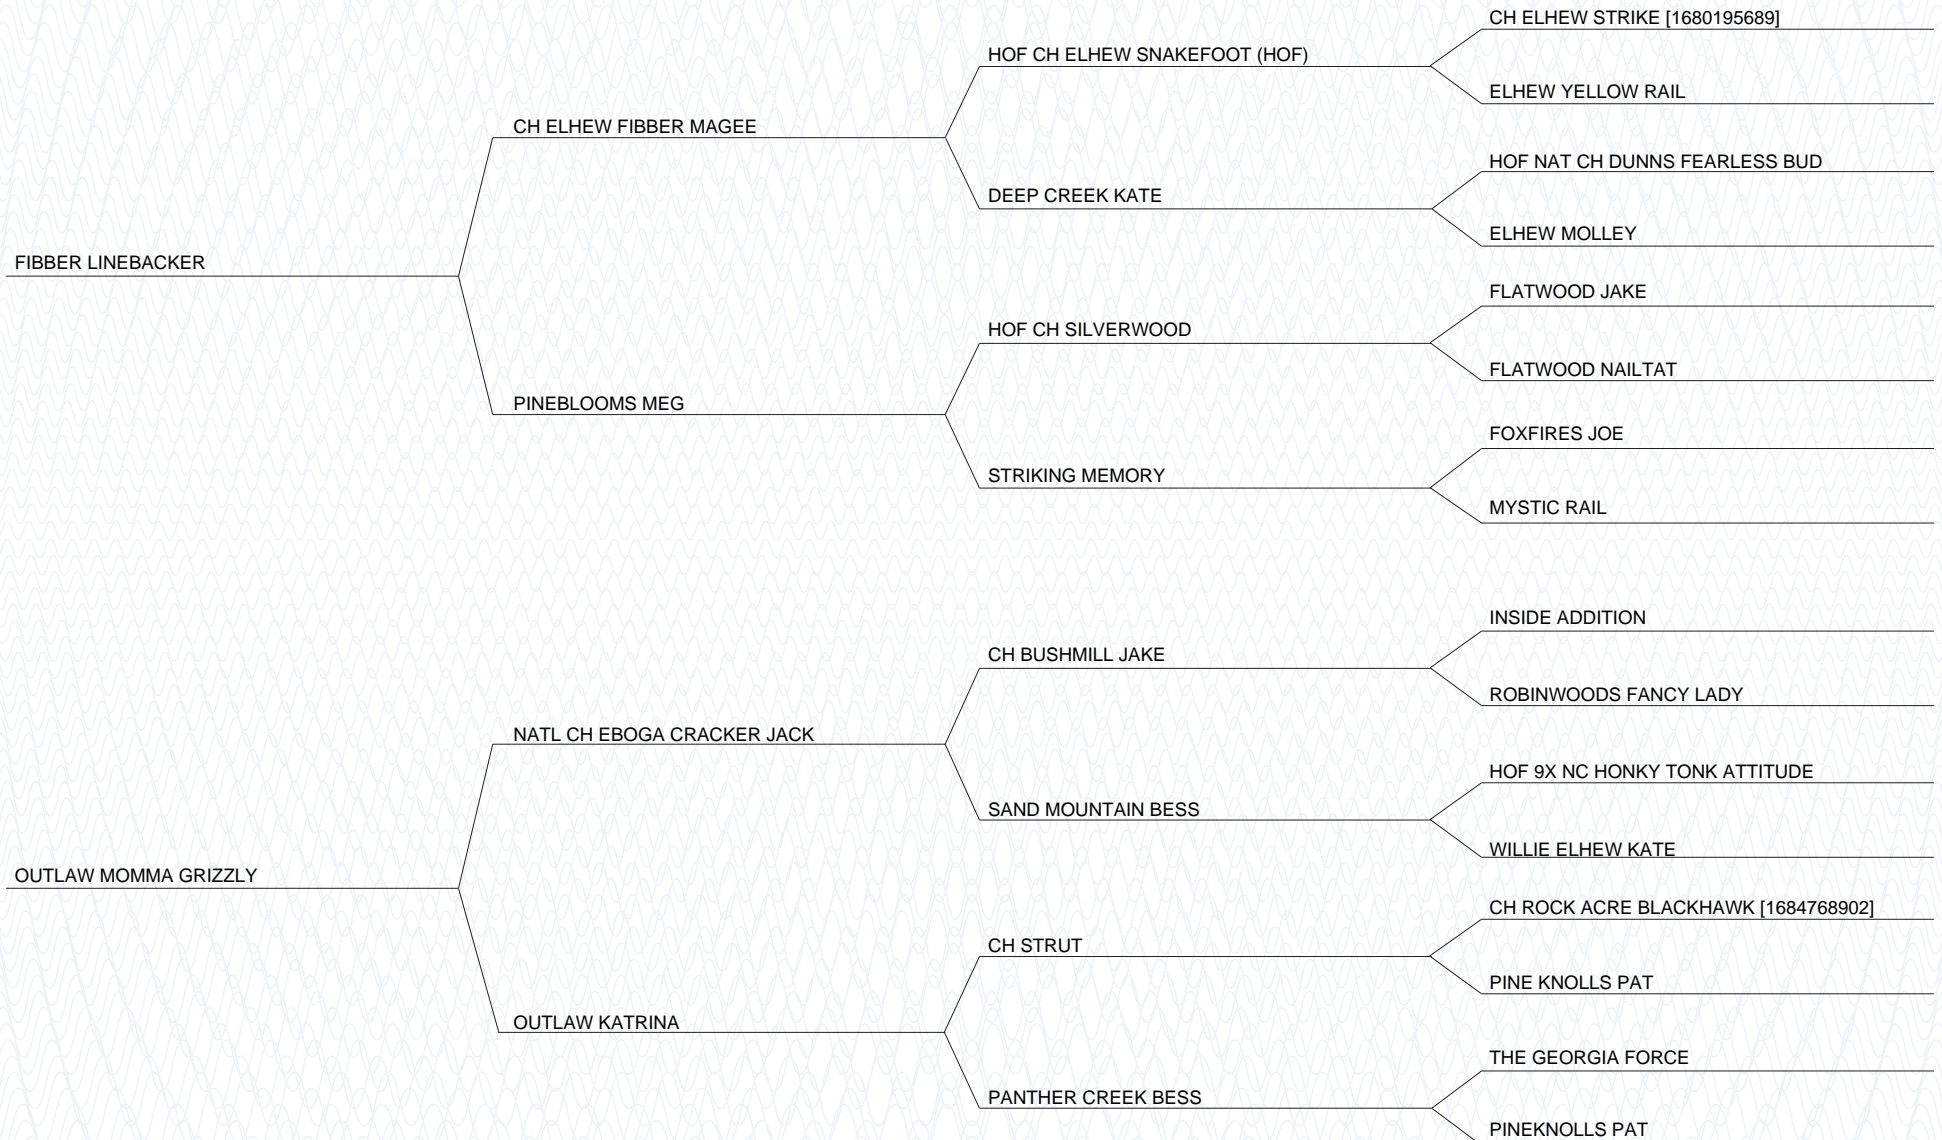 CH ELHEW STRIKE [1680195689]
HOF CH ELHEW SNAKEFOOT (HOF)
ELHEW YELLOW RAIL
CH ELHEW FIBBER MAGEE
HOF NAT CH DUNNS FEARLESS BUD
DEEP CREEK KATE
ELHEW MOLLEY
FIBBER LINEBACKER
FLATWOOD JAKE
HOF CH SILVERWOOD
FLATWOOD NAILTAT
PINEBLOOMS MEG
FOXFIRES JOE
STRIKING MEMORY
MYSTIC RAIL
INSIDE ADDITION
CH BUSHMILL JAKE
ROBINWOODS FANCY LADY
NATL CH EBOGA CRACKER JACK
HOF 9X NC HONKY TONK ATTITUDE
SAND MOUNTAIN BESS
WILLIE ELHEW KATE
OUTLAW MOMMA GRIZZLY
CH ROCK ACRE BLACKHAWK [1684768902]
CH STRUT
PINE KNOLLS PAT
OUTLAW KATRINA
THE GEORGIA FORCE
PANTHER CREEK BESS
PINEKNOLLS PAT